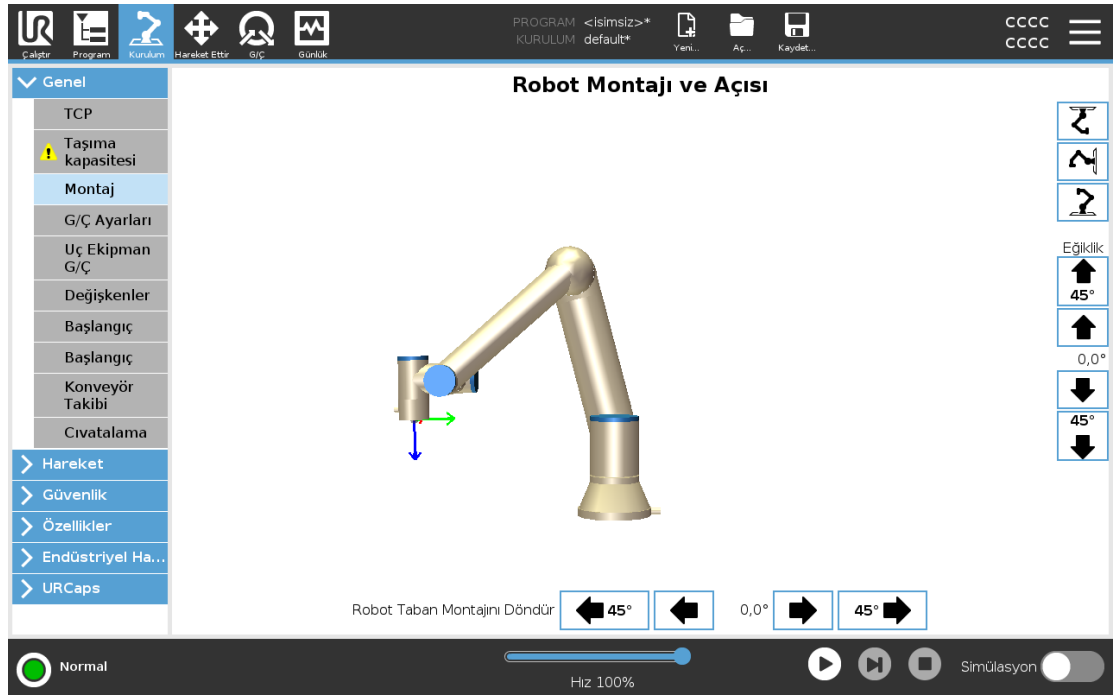 PROGRAM <isimsiz>*
KURULUM default*
cccc
cccc
Çalıştır
Program
Kurulum
Hareket Ettir
G/Ç
Günlük
Yeni...
Aç...
Kaydet...
Genel
TCP
Taşıma
kapasitesi
Montaj
G/Ç Ayarları
Uç Ekipman
G/Ç
Değişkenler
Başlangıç
Başlangıç
Konveyör
Takibi
Cıvatalama
Hareket
Güvenlik
Özellikler
Endüstriyel Ha...
URCaps
Robot Montajı ve Açısı
Eğiklik
45°
0,0°
45°
Robot Taban Montajını Döndür
45°
0,0°
45°
Normal
Hız 100%
Simülasyon